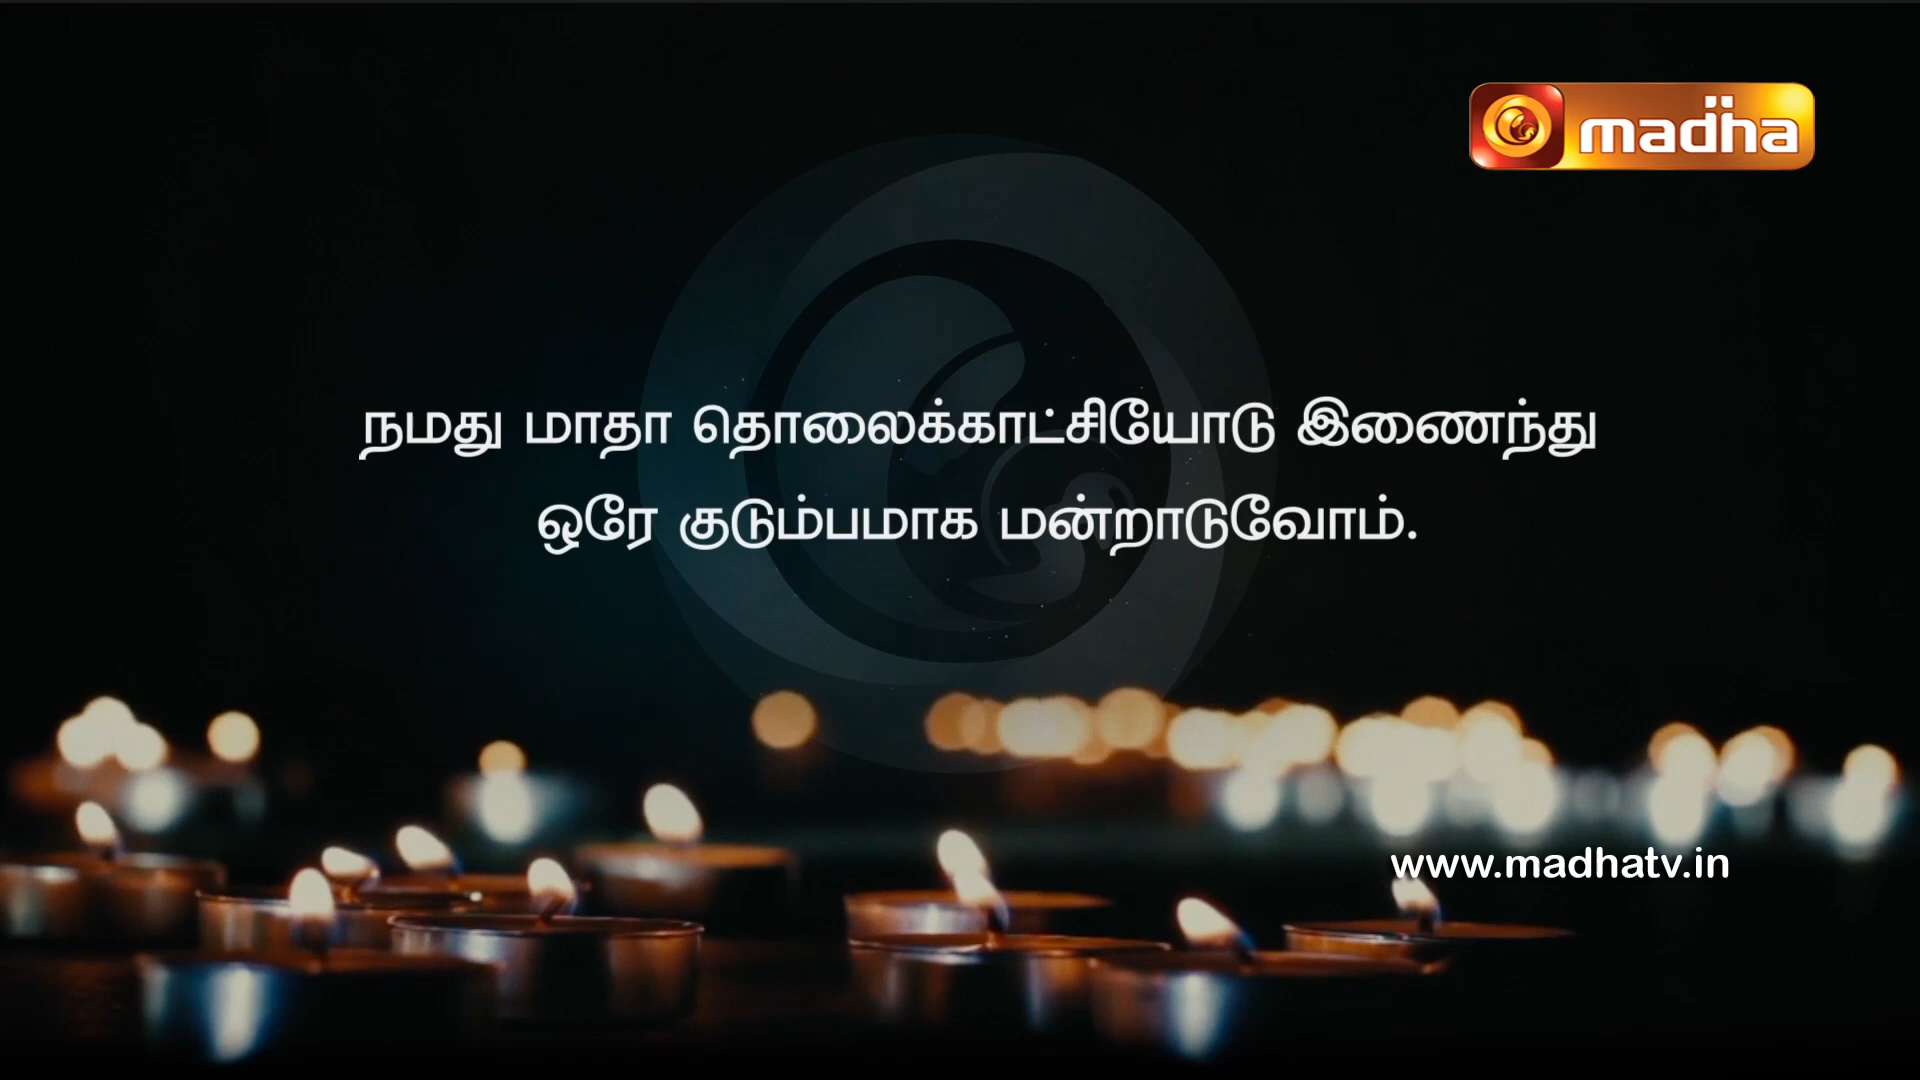 madha
நமது மாதா தொலைக்காட்சியோடு இணைந்து
ஒரே குடும்பமாக மன்றாடுவோம்.
www.madhatv.in